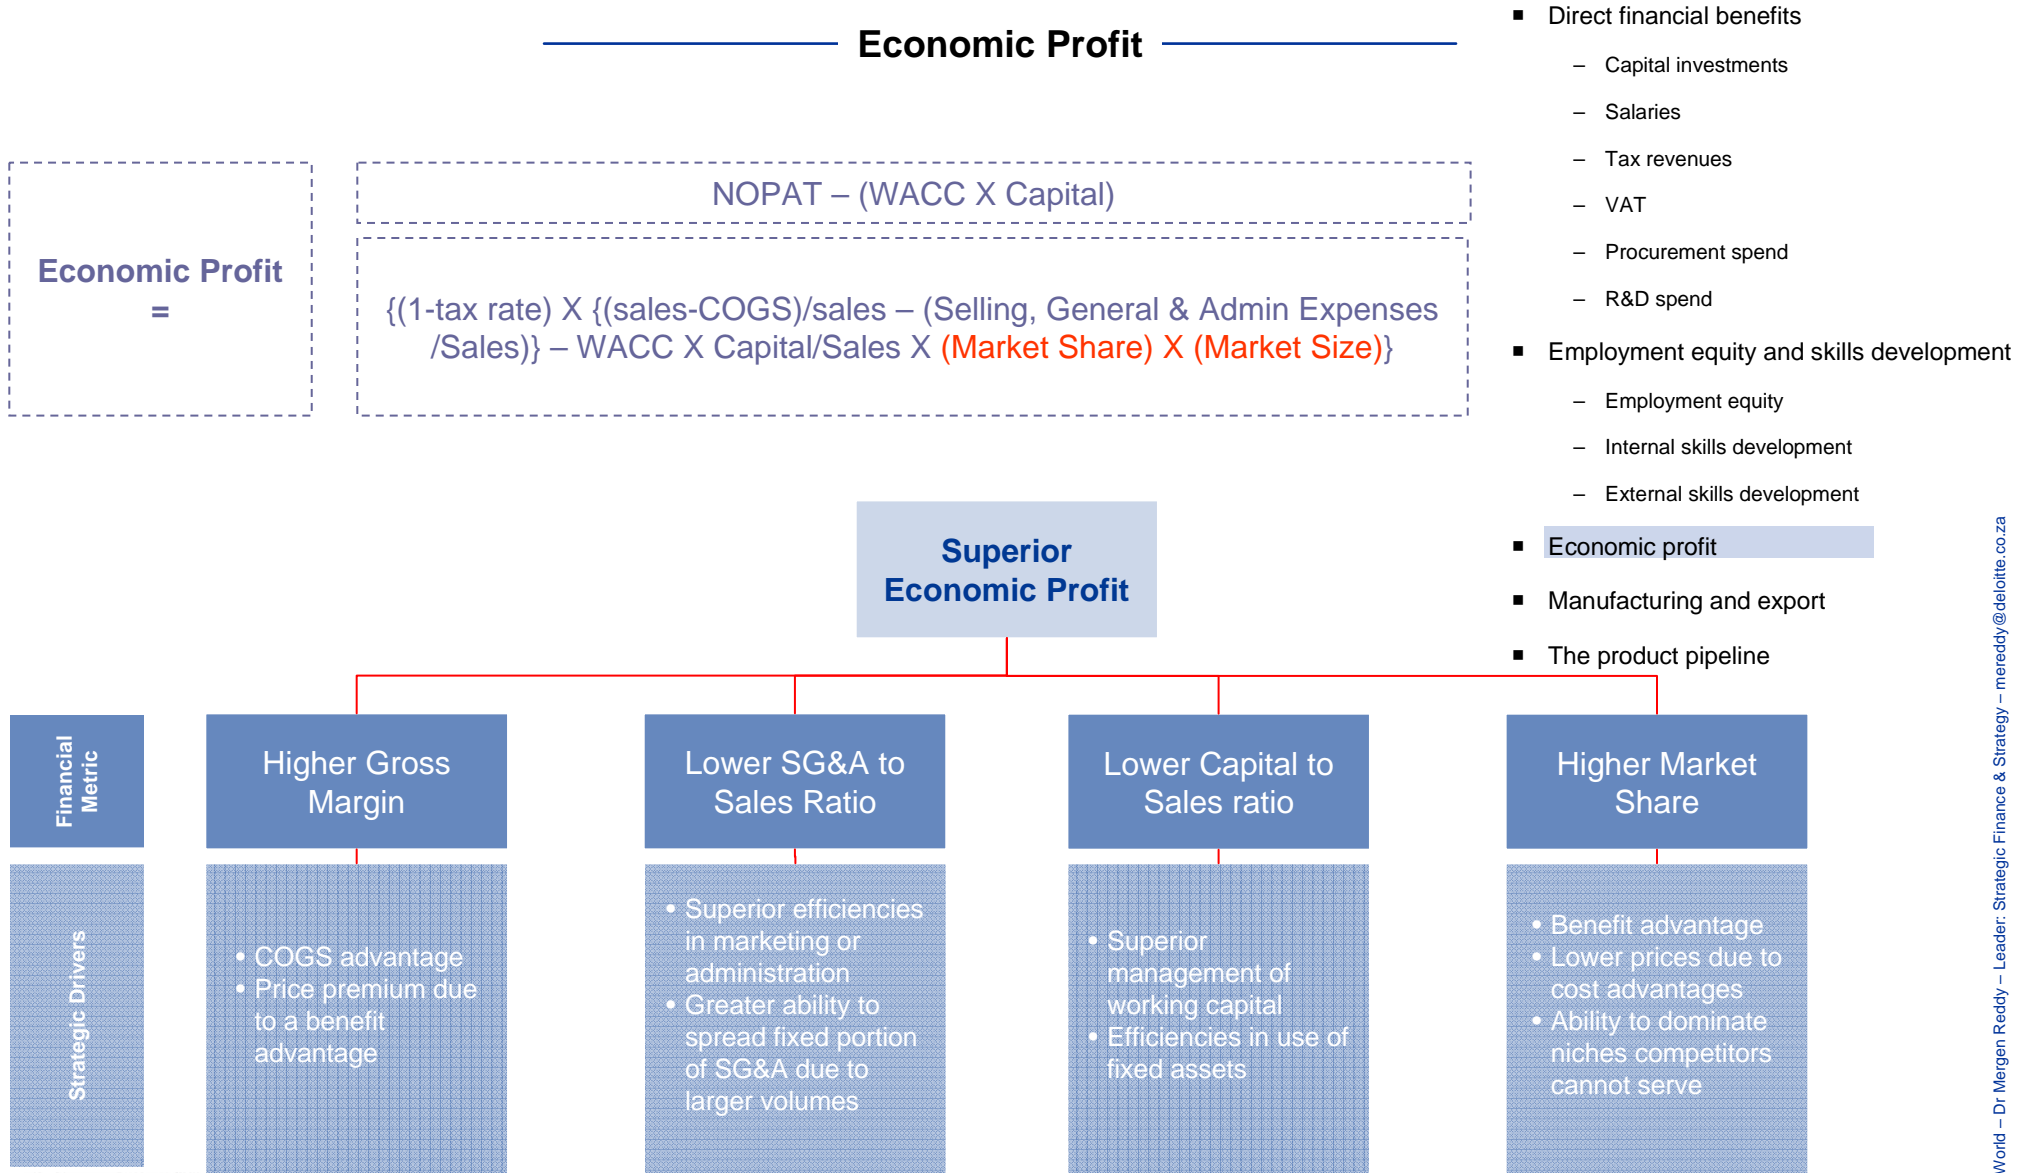 Economic Profit
Economic Profit
=
NOPAT – (WACC X Capital)
{(1-tax rate) X {(sales-COGS)/sales – (Selling, General & Admin Expenses
/Sales)} – WACC X Capital/Sales X (Market Share) X (Market Size)}
▪ Direct financial benefits
– Capital investments
– Salaries
– Tax revenues
– VAT
– Procurement spend
– R&D spend
▪ Employment equity and skills development
– Employment equity
– Internal skills development
– External skills development
▪ Economic profit
▪ Manufacturing and export
▪ The product pipeline
Superior
Economic Profit
Financial
Metric
Higher Gross
Margin
Lower SG&A to
Sales Ratio
Lower Capital to
Sales ratio
Higher Market
Share
Strategic Drivers
• COGS advantage
• Price premium due
to a benefit
advantage
• Superior efficiencies
in marketing or
administration
• Greater ability to
spread fixed portion
of SG&A due to
larger volumes
• Superior
management of
working capital
• Efficiencies in use of
fixed assets
• Benefit advantage
• Lower prices due to
cost advantages
• Ability to dominate
niches competitors
cannot serve
World – Dr Mergen Reddy – Leader: Strategic Finance & Strategy – mereddy@deloitte.co.za